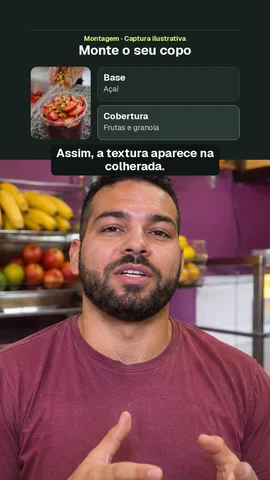 Montagem · Captura ilustrativa
Monte o seu copo
Base
Açaí
Cobertura
Frutas e granola
Assim, a textura aparece na
colherada.